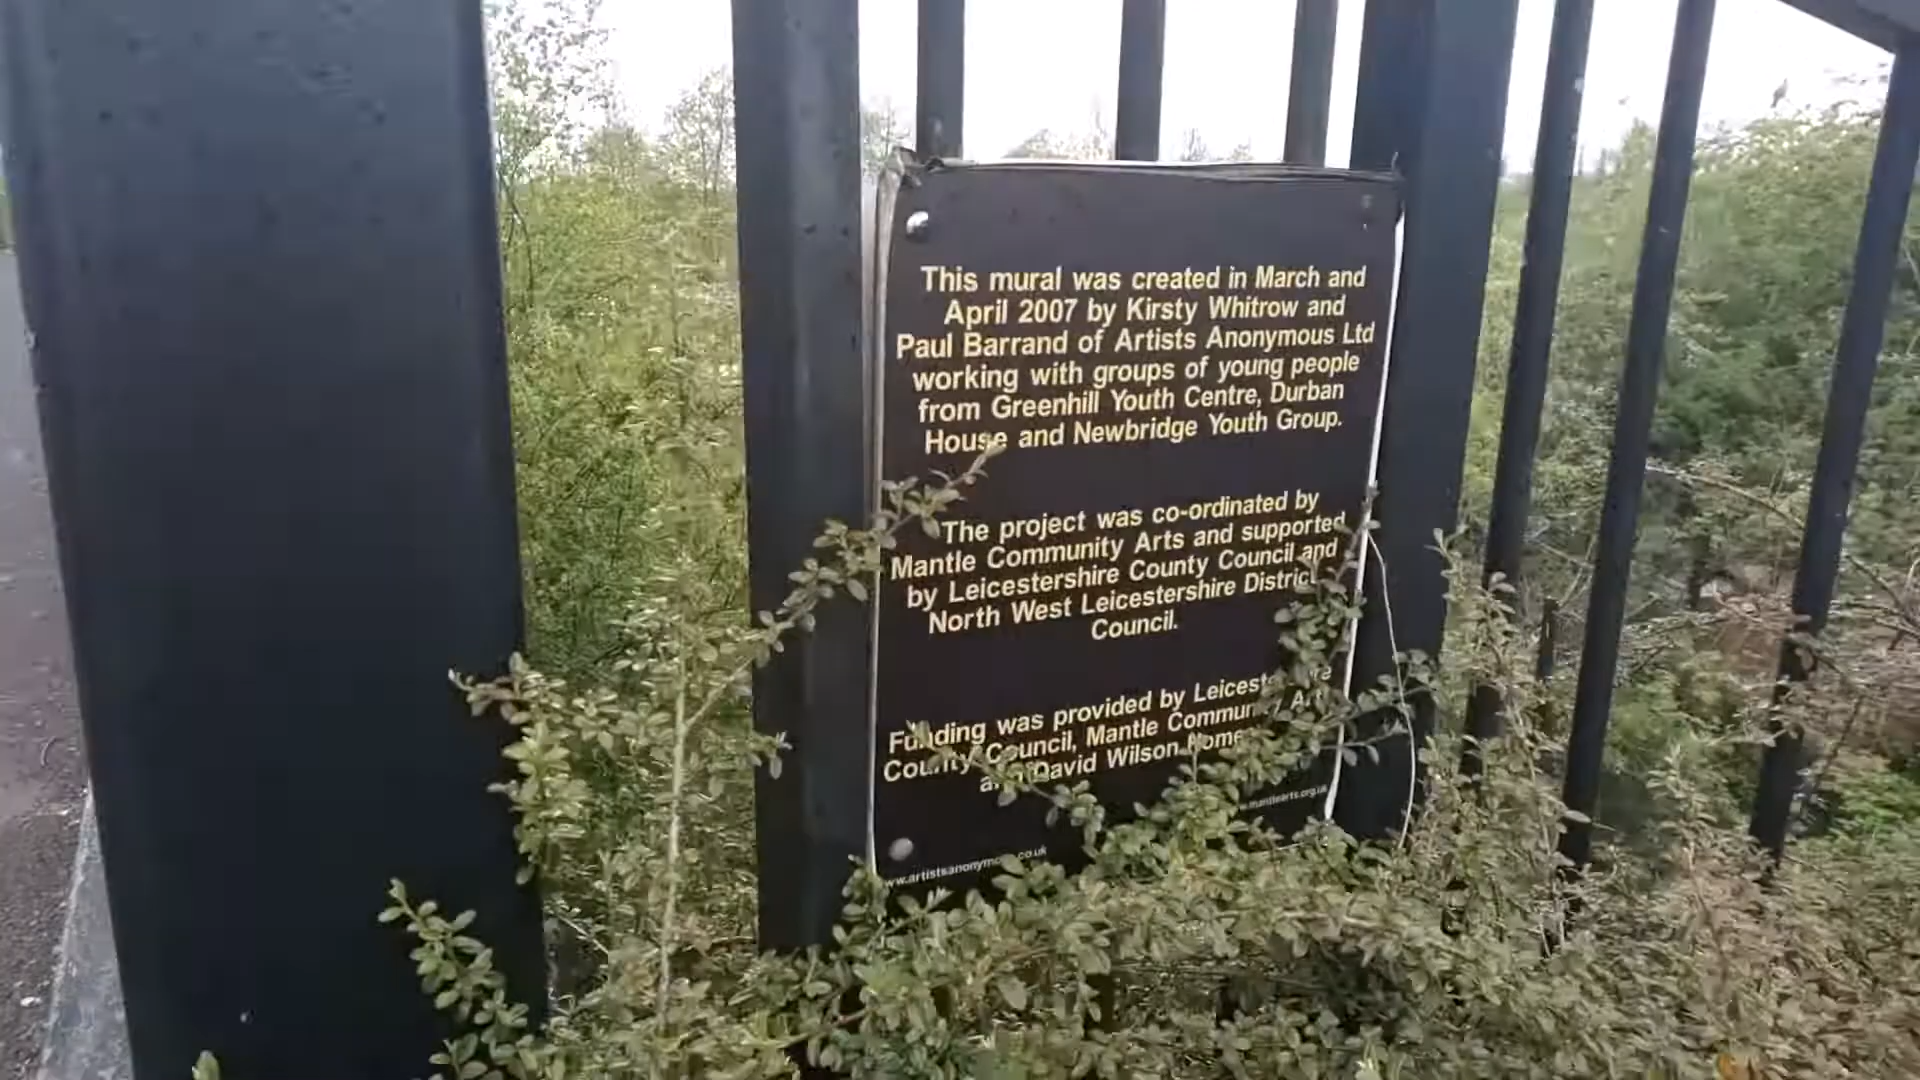 This mural was created in March and
April 2007 by Kirsty Whitrow and
Paul Barrand of Artists Anonymous Ltd
working with groups of young people
from Greenhill Youth Centre, Durban
House and Newbridge Youth Group.
The project was co-ordinated by
Mantle Community Arts and supported
by Leicestershire County Council and
North West Leicestershire District
Council.
Funding was provided by Leicestershire
County Council, Mantle Community Arts
and David Wilson Homes
www.mantlearts.org.uk
www.artistsanonymous.co.uk